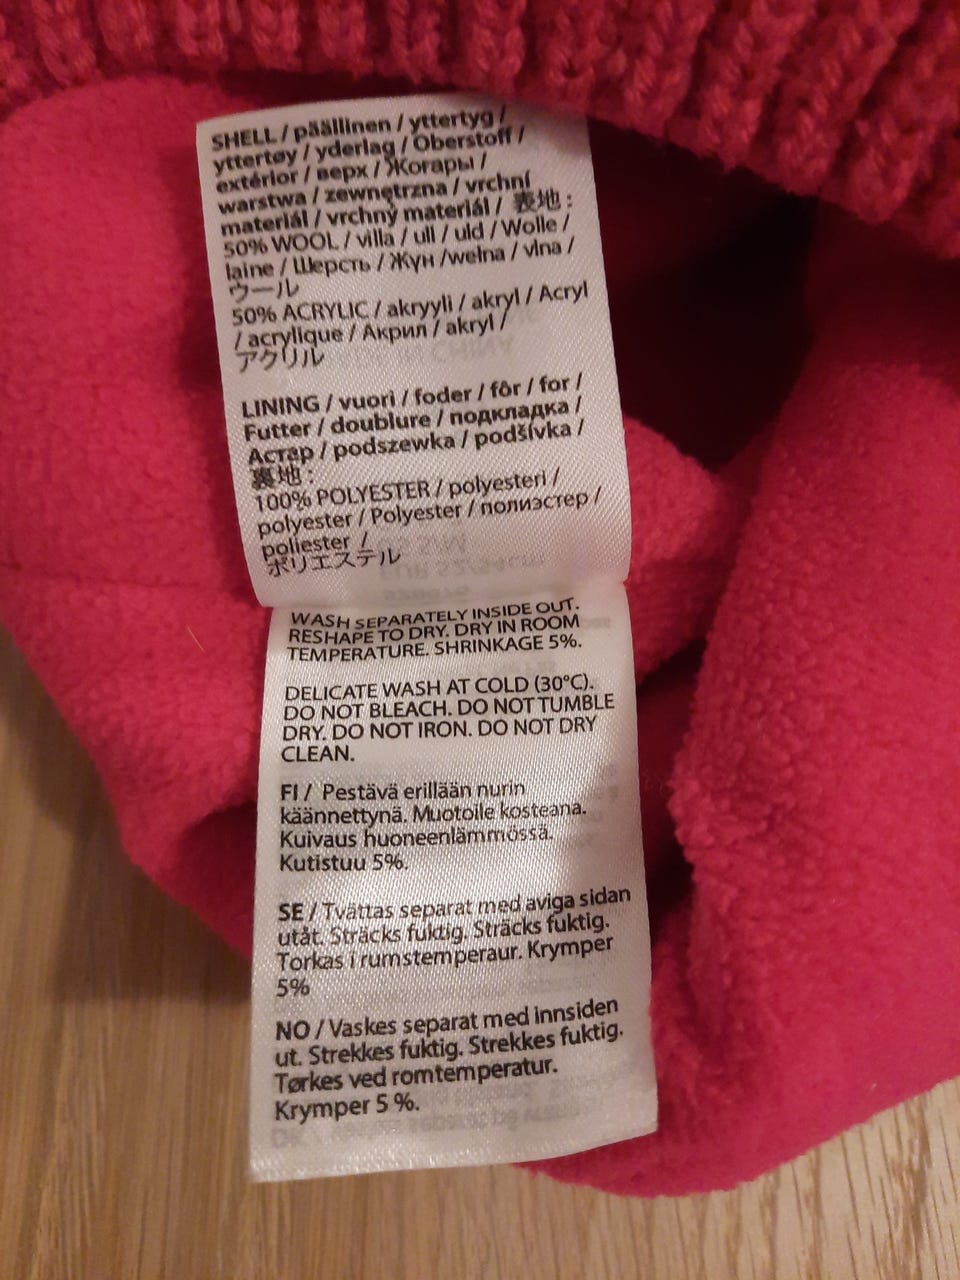 SHELL / päällinen / yttertyg /
yttertøy / yderlag / Oberstoff /
extérior / верх / Жогары /
warstwa / zewnętrzna / vrchní
materiál / vrchný materiál / 表地 :
50% WOOL / villa / ull / uld / Wolle /
laine / Шерсть / Жүн /wełna / vlna /
ウール
50% ACRYLIC / akryyli / akryl / Acryl
/ acrylique / Акрил / akryl /
アクリル
LINING / vuori / foder / fôr / for /
Futter / doublure / подкладка /
Астар / podszewka / podšívka /
裏地 :
100% POLYESTER / polyesteri /
polyester / Polyester / полиэстер /
poliester /
ポリエステル
WASH SEPARATELY INSIDE OUT.
RESHAPE TO DRY. DRY IN ROOM
TEMPERATURE. SHRINKAGE 5%.
DELICATE WASH AT COLD (30°C).
DO NOT BLEACH. DO NOT TUMBLE
DRY. DO NOT IRON. DO NOT DRY
CLEAN.
FI / Pestävä erillään nurin
käännettynä. Muotoile kosteana.
Kuivaus huoneenlämmössä.
Kutistuu 5%.
SE / Tvättas separat med aviga sidan
utåt. Sträcks fuktig. Sträcks fuktig.
Torkas i rumstemperaur. Krymper
5%
NO / Vaskes separat med innsiden
ut. Strekkes fuktig. Strekkes fuktig.
Tørkes ved romtemperatur.
Krymper 5 %.